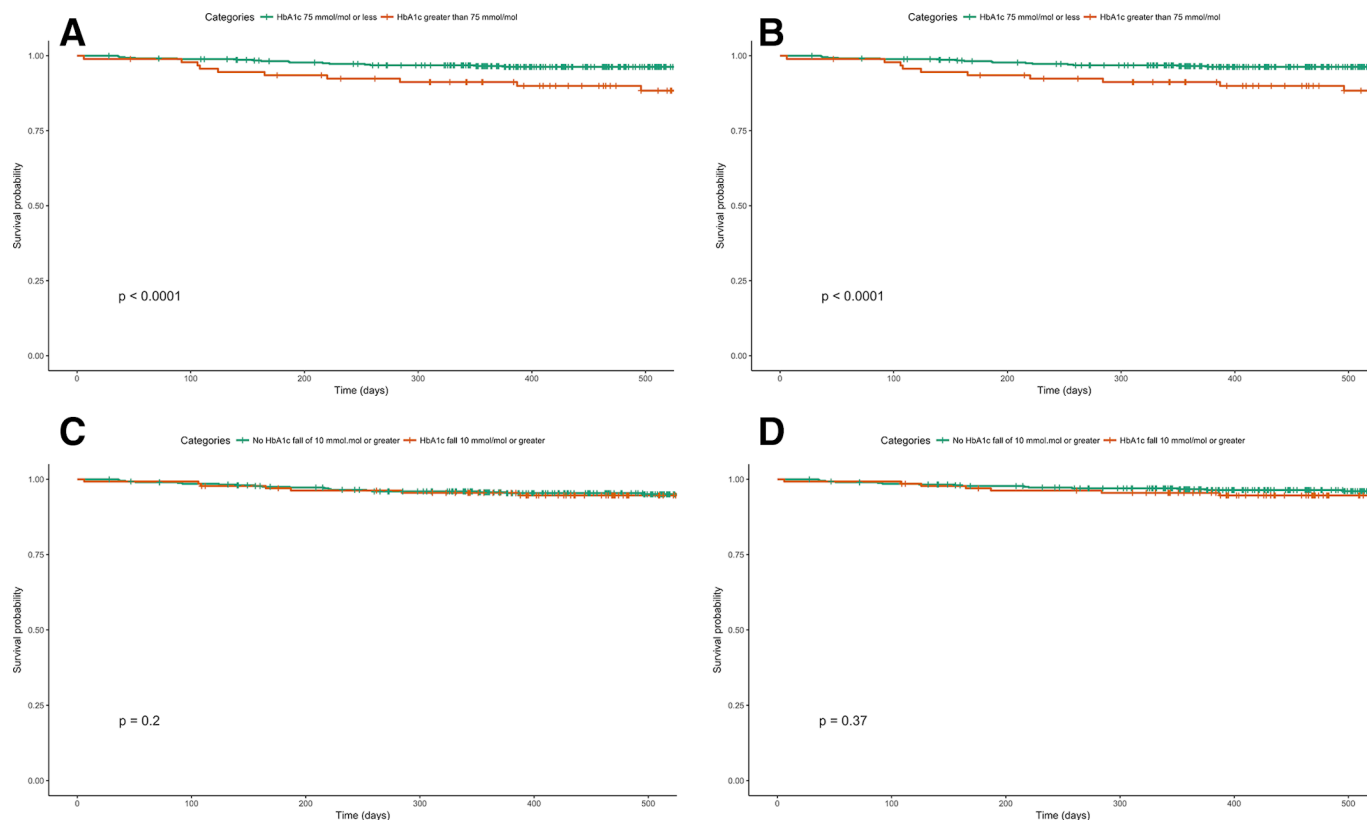 A
Categories HbA1c 75 mmol/mol or less HbA1c greater than 75 mmol/mol
1.00
0.75
0.50
0.25
0.00
Survival probability
p < 0.0001
0 100 200 300 400 500
Time (days)
B
Categories HbA1c 75 mmol/mol or less HbA1c greater than 75 mmol/mol
1.00
0.75
0.50
0.25
0.00
Survival probability
p < 0.0001
0 100 200 300 400 500
Time (days)
C
Categories No HbA1c fall of 10 mmol.mol or greater HbA1c fall 10 mmol/mol or greater
1.00
0.75
0.50
0.25
0.00
Survival probability
p = 0.2
0 100 200 300 400 500
Time (days)
D
Categories No HbA1c fall of 10 mmol.mol or greater HbA1c fall 10 mmol/mol or greater
1.00
0.75
0.50
0.25
0.00
Survival probability
p = 0.37
0 100 200 300 400 500
Time (days)